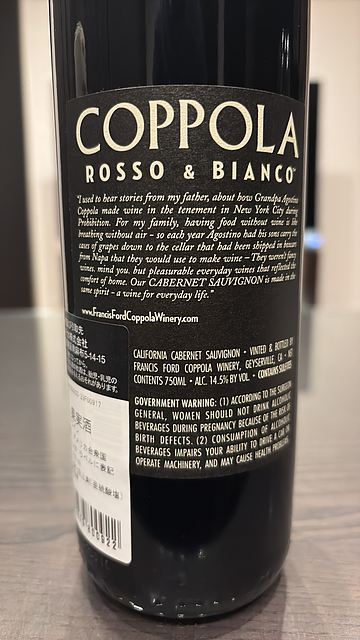 COPPOLA
ROSSO & BIANCO™
"I used to hear stories from my father, about how Grandpa Agostino
Coppola made wine in the tenement in New York City during
Prohibition. For my family, having food without wine is like
breathing without air – so each year Agostino had his sons carry the
cases of grapes down to the cellar that had been shipped in boxcars
from Napa that they would use to make wine – They weren't fancy
wines, mind you, but pleasurable everyday wines that reflected the
comfort of home. Our CABERNET SAUVIGNON is made in the
same spirit – a wine for everyday life."
www.FrancisFordCoppolaWinery.com
CALIFORNIA CABERNET SAUVIGNON • VINTED & BOTTLED BY
FRANCIS FORD COPPOLA WINERY, GEYSERVILLE, CA •
CONTENTS 750ML • ALC. 14.5% BY VOL. • CONTAINS SULFITES
GOVERNMENT WARNING: (1) ACCORDING TO THE SURGEON
GENERAL, WOMEN SHOULD NOT DRINK ALCOHOLIC
BEVERAGES DURING PREGNANCY BECAUSE OF THE RISK OF
BIRTH DEFECTS. (2) CONSUMPTION OF ALCOHOLIC
BEVERAGES IMPAIRS YOUR ABILITY TO DRIVE A CAR OR
OPERATE MACHINERY, AND MAY CAUSE HEALTH PROBLEMS.
株式会社
5-14-15
果実酒